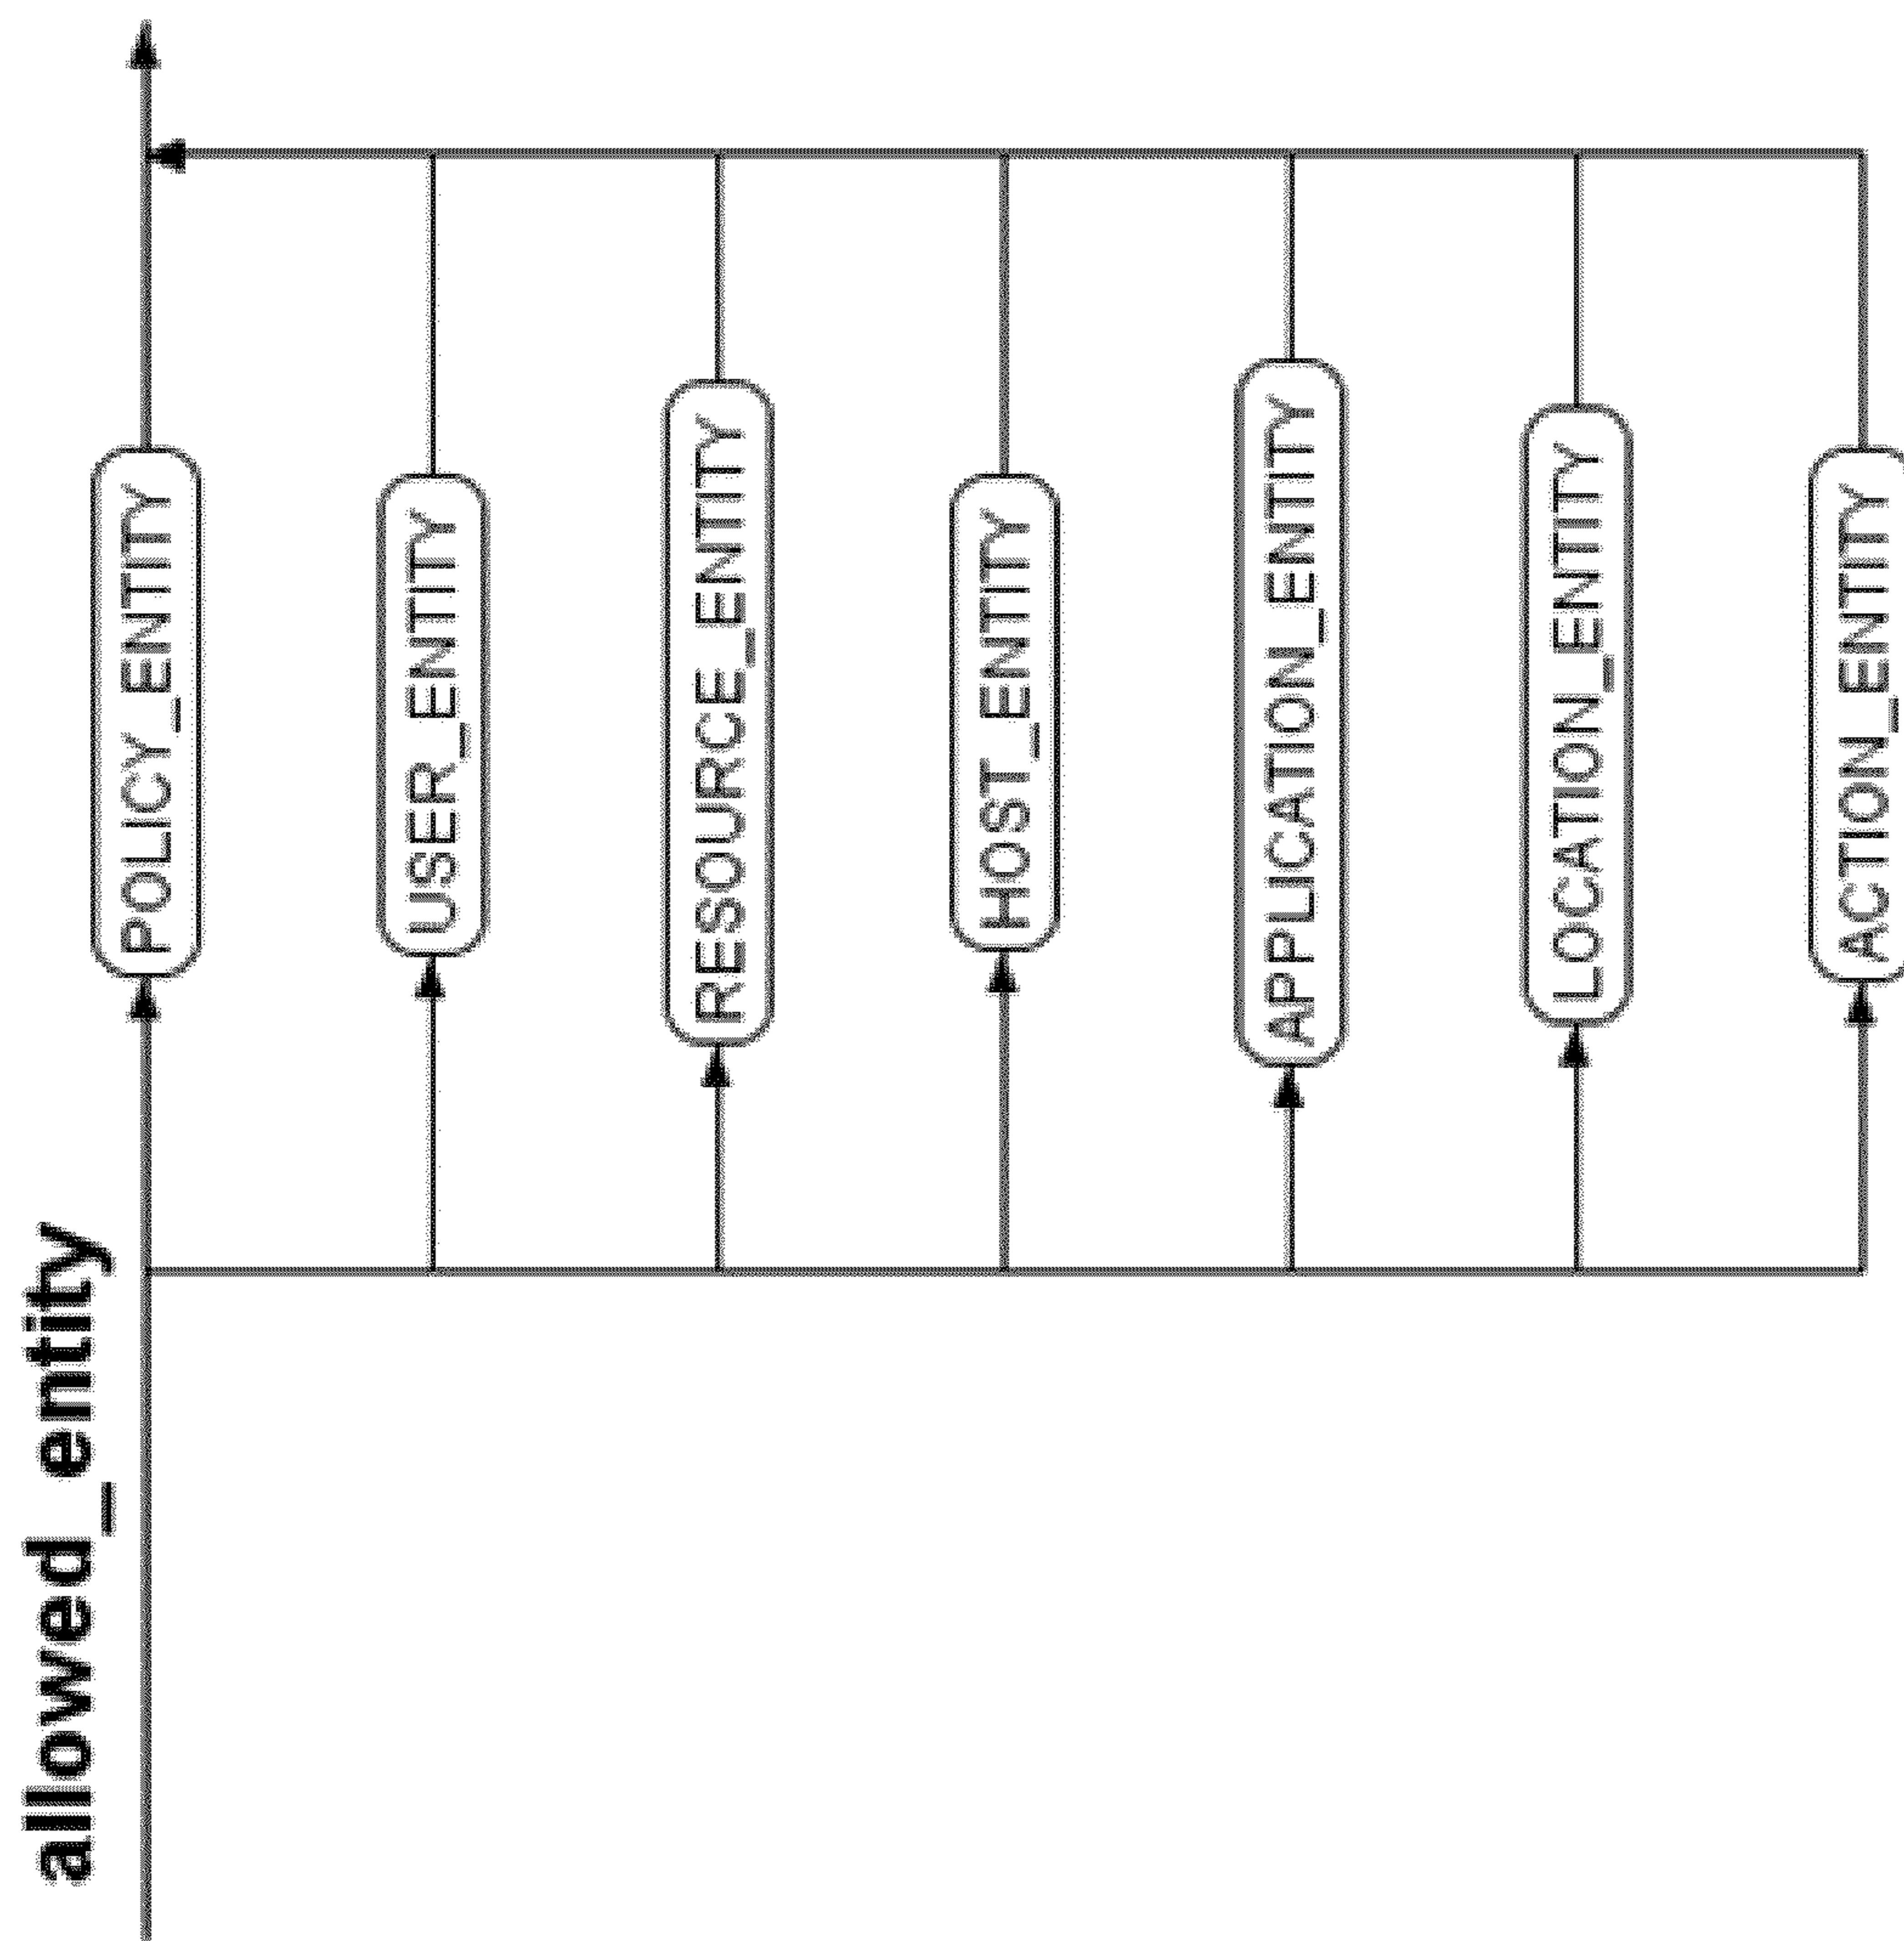 allowed_entity
POLICY_ENTITY
USER_ENTITY
RESOURCE_ENTITY
HOST_ENTITY
APPLICATION_ENTITY
LOCATION_ENTITY
ACTION_ENTITY